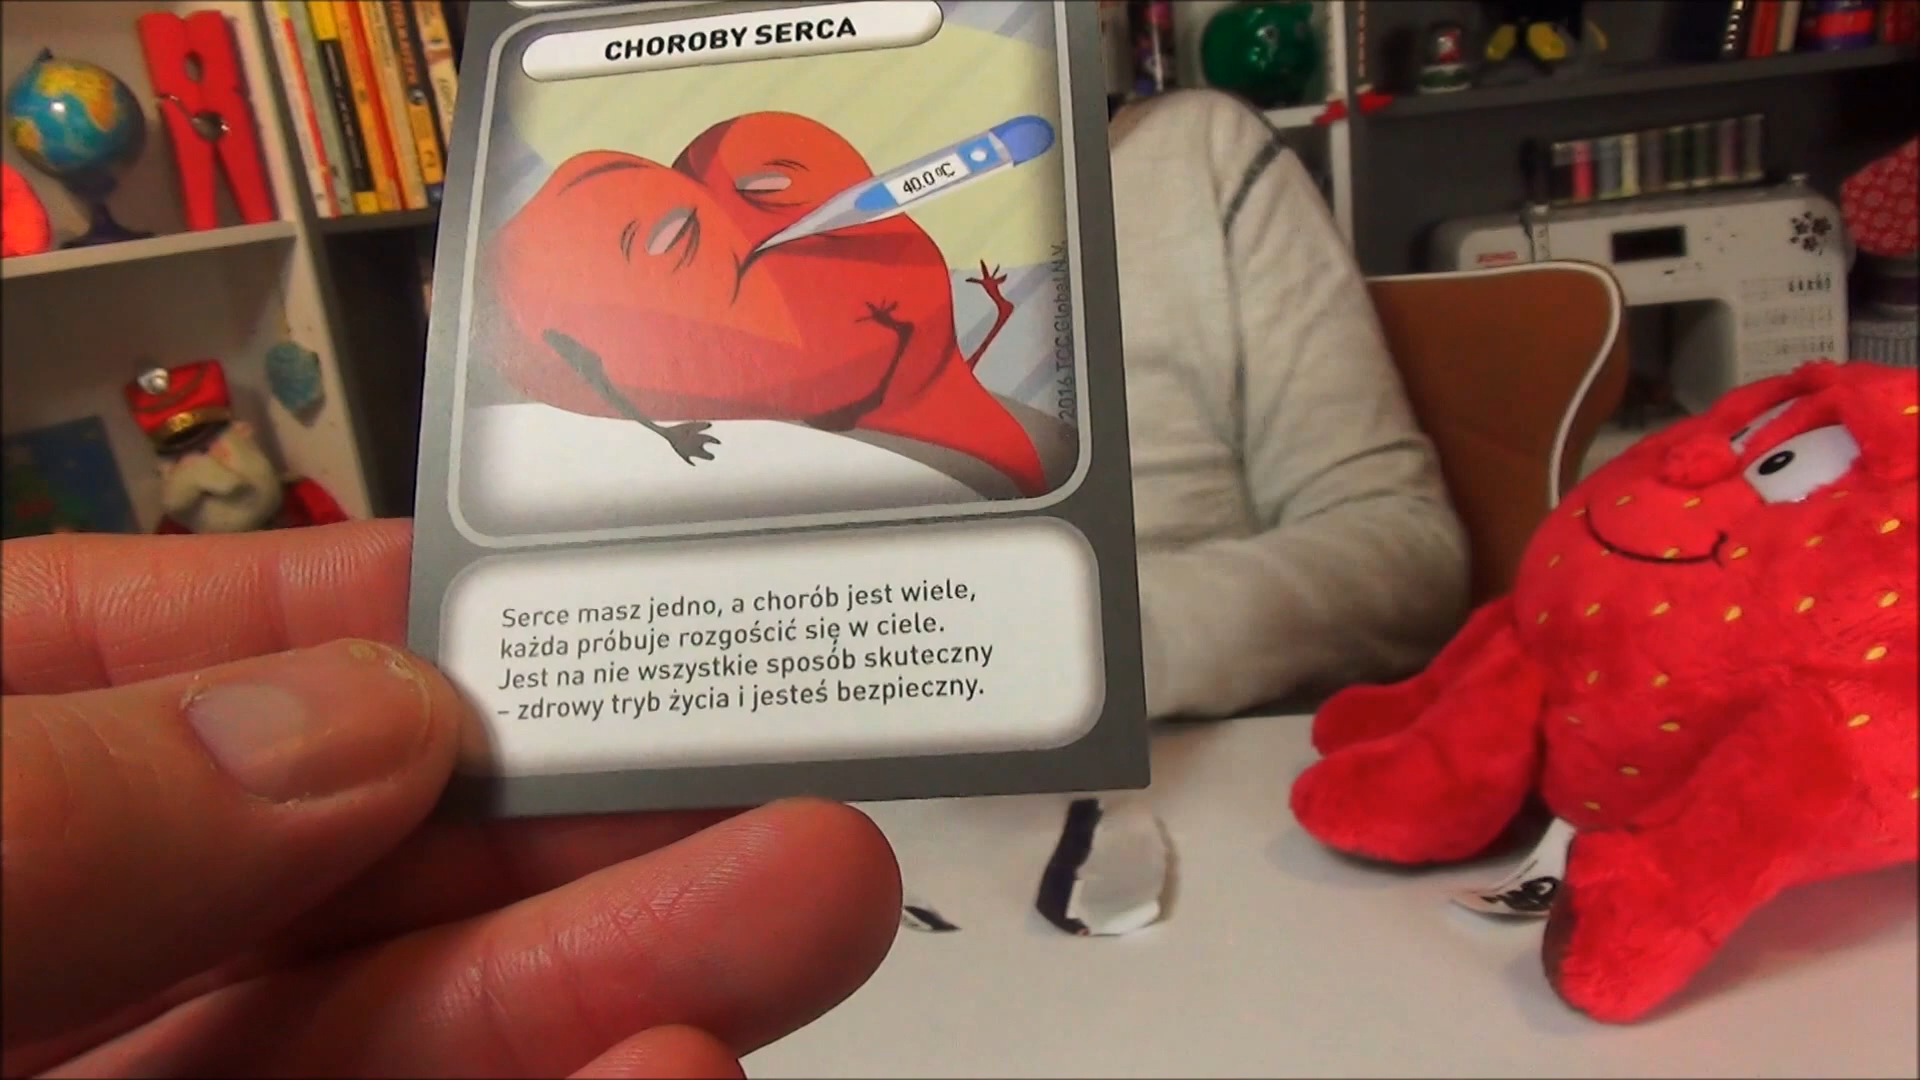 CHOROBY SERCA
40.0 ºC
© 2016 TCC Global N.V.
Serce masz jedno, a chorób jest wiele,
każda próbuje rozgościć się w ciele.
Jest na nie wszystkie sposób skuteczny
– zdrowy tryb życia i jesteś bezpieczny.